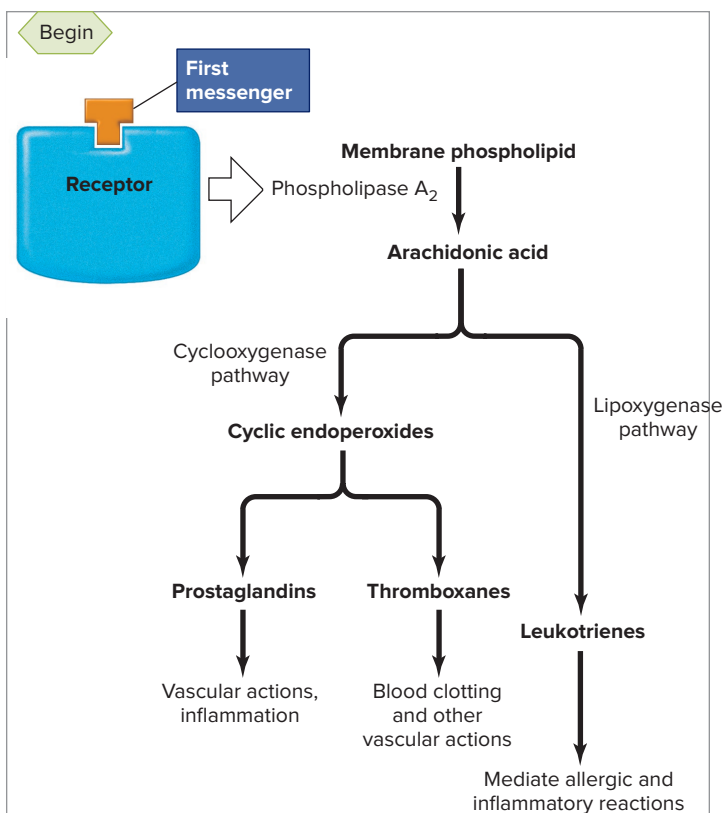 Begin
First
messenger
Receptor
Membrane phospholipid
Phospholipase A₂
Arachidonic acid
Cyclooxygenase
pathway
Lipoxygenase
pathway
Cyclic endoperoxides
Prostaglandins
Thromboxanes
Leukotrienes
Vascular actions,
inflammation
Blood clotting
and other
vascular actions
Mediate allergic and
inflammatory reactions